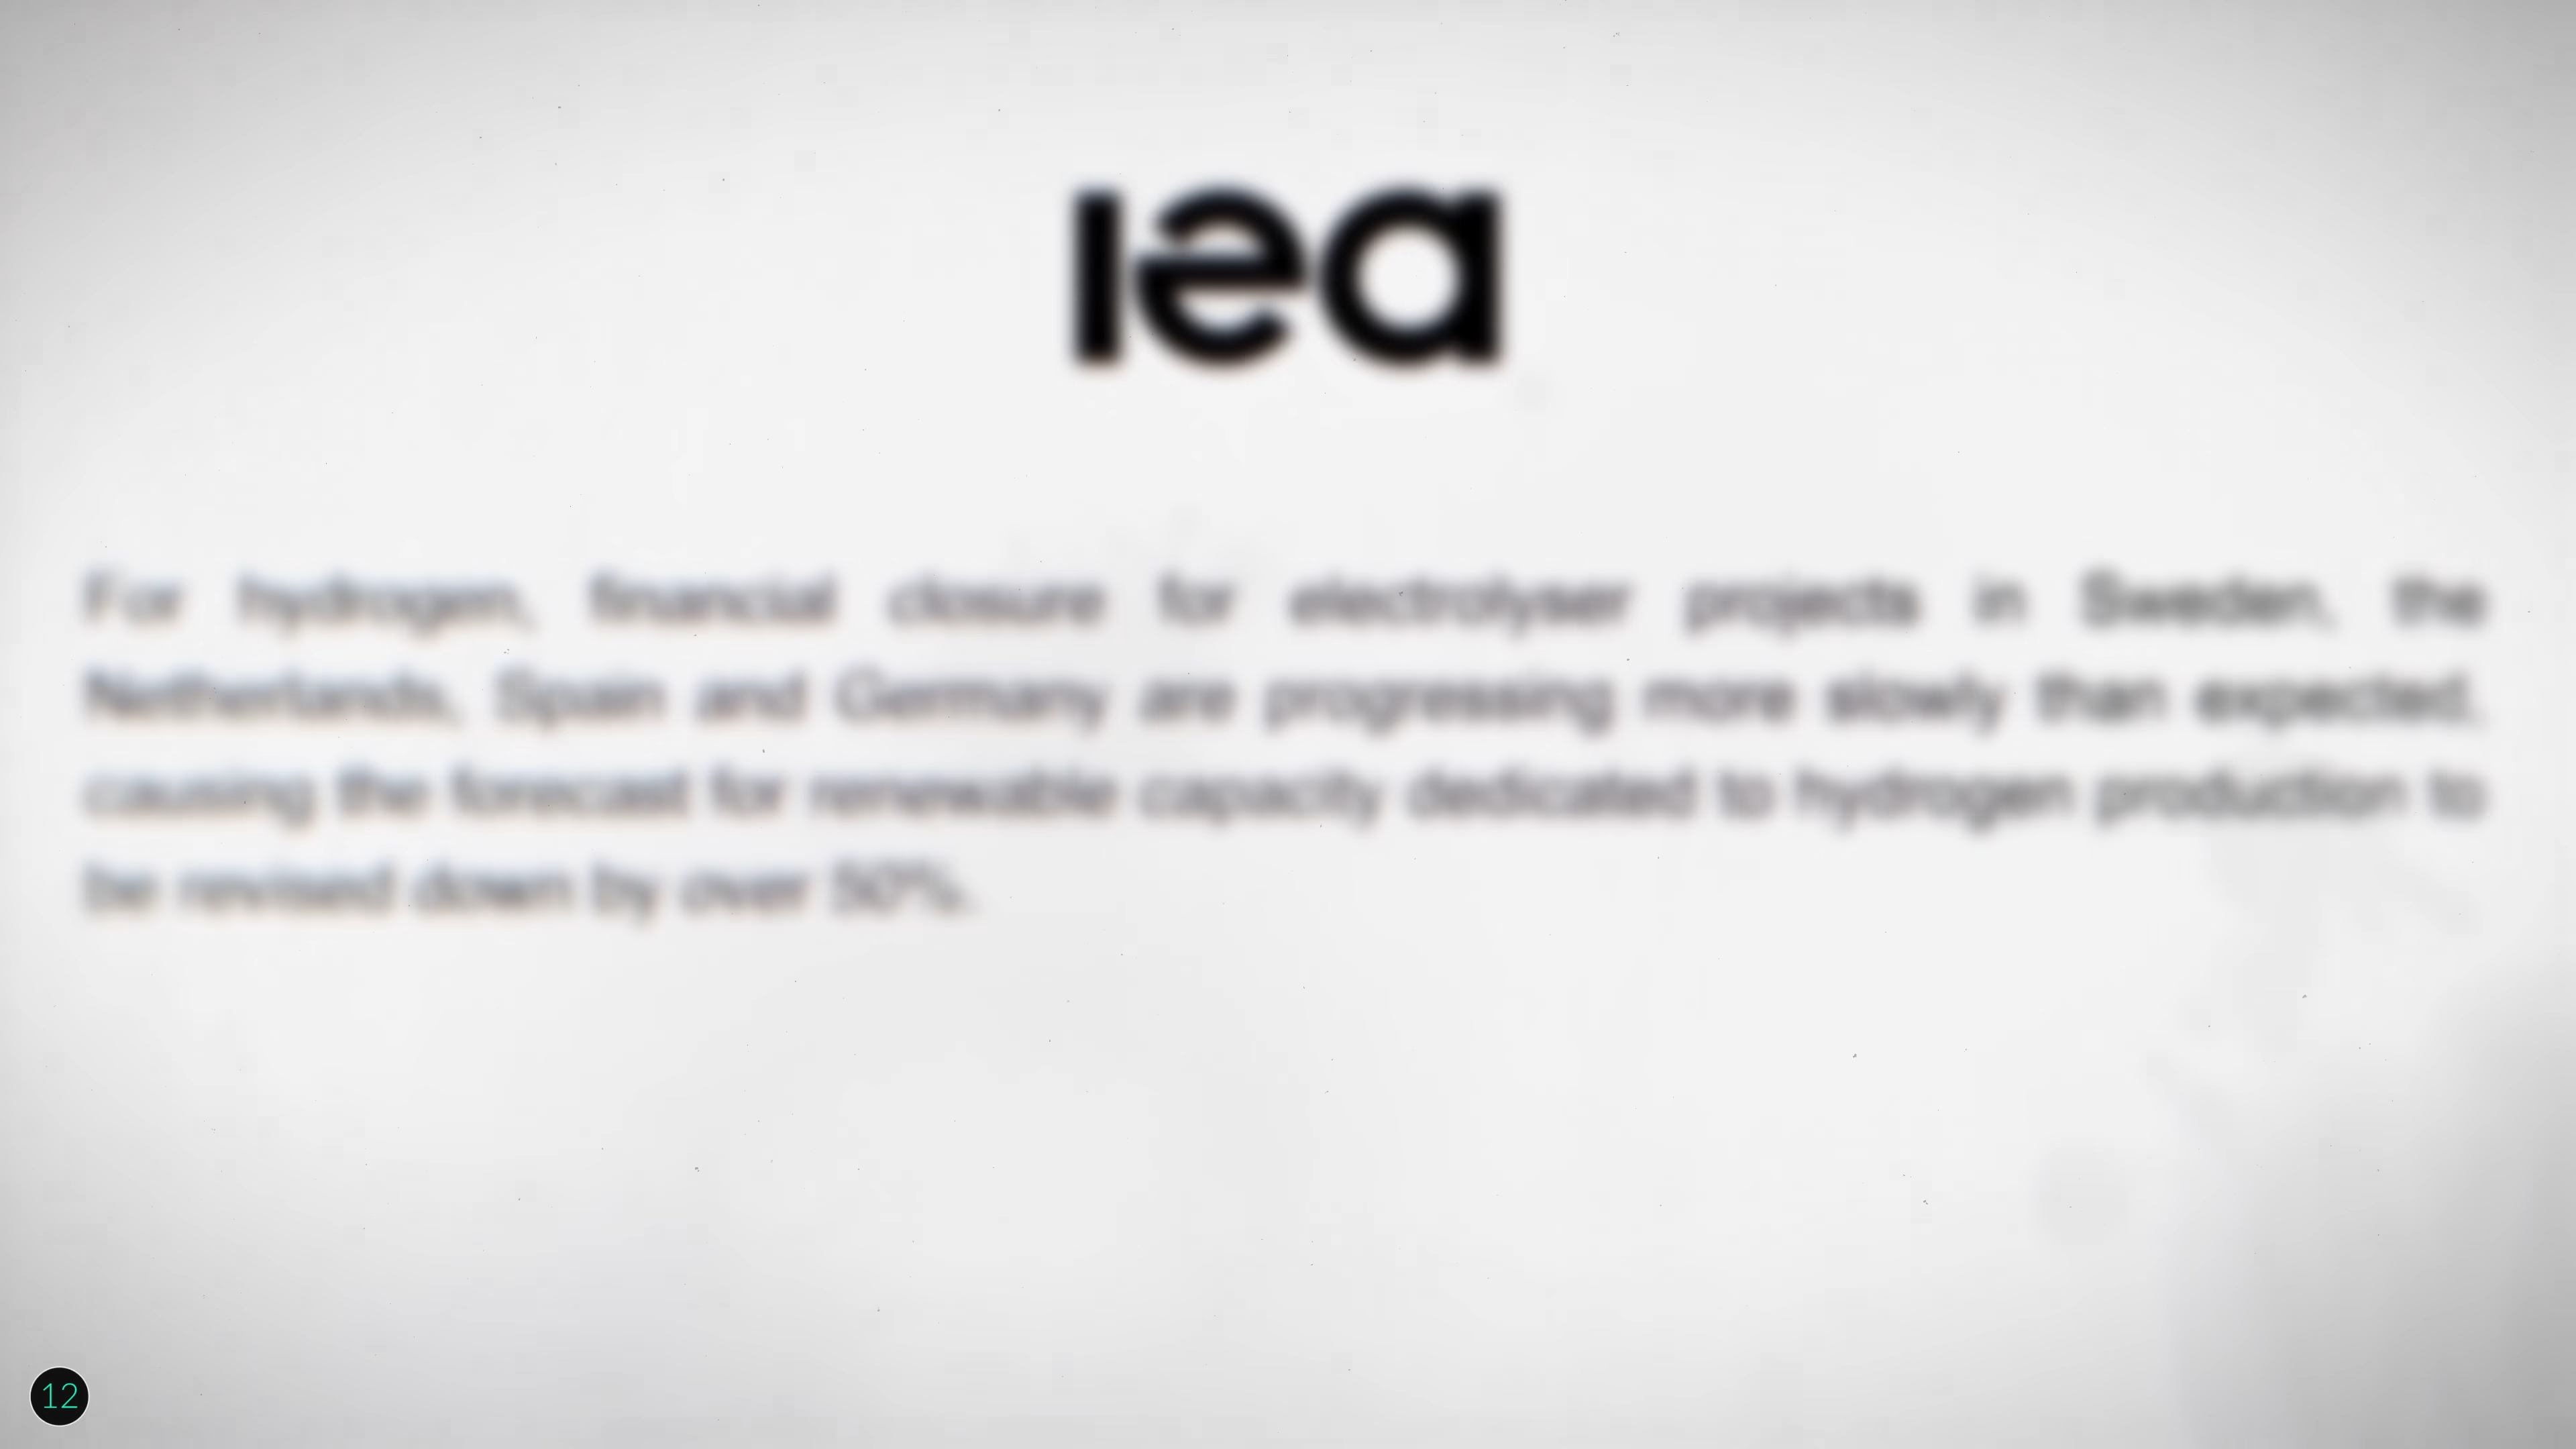 iea
For hydrogen, financial closure for electrolyser projects in Sweden, the
Netherlands, Spain and Germany are progressing more slowly than expected,
causing the forecast for renewable capacity dedicated to hydrogen production to
be revised down by over 50%.
12